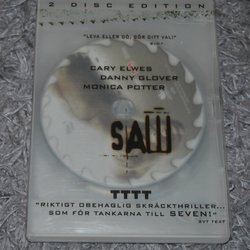 2 DISC EDITION
"LEVA ELLER DÖ, GÖR DITT VAL!"
CARY ELWES
DANNY GLOVER
MONICA POTTER
SAW
TTTT
"RIKTIGT OBEHAGLIG SKRÄCKTHRILLER...
SOM FÖR TANKARNA TILL SEVEN!"
SVT TEXT